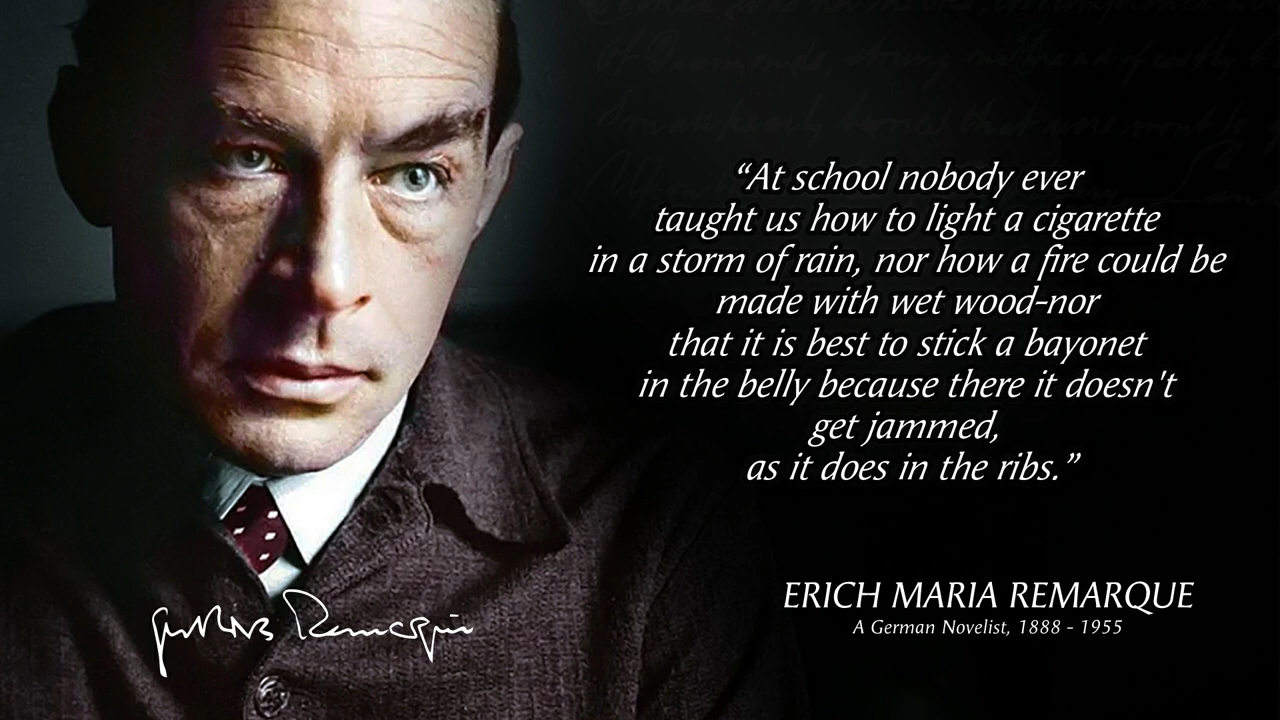 “At school nobody ever
taught us how to light a cigarette
in a storm of rain, nor how a fire could be
made with wet wood-nor
that it is best to stick a bayonet
in the belly because there it doesn't
get jammed,
as it does in the ribs.”
ERICH MARIA REMARQUE
A German Novelist, 1888 - 1955
Remarque